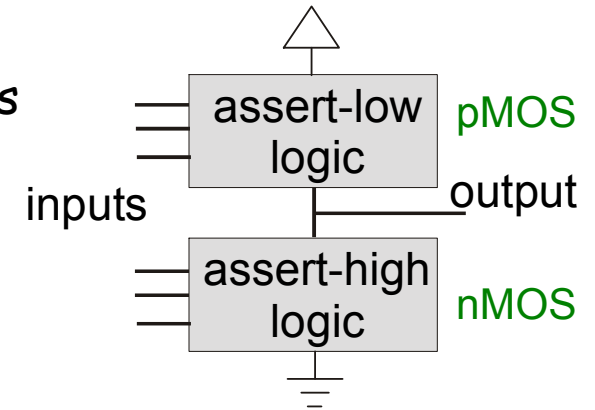 s
assert-low
logic
pMOS
inputs
output
assert-high
logic
nMOS